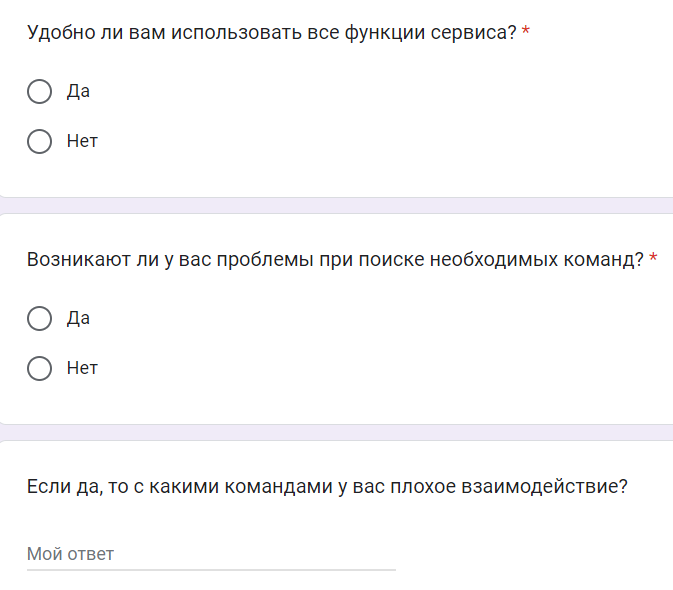 Удобно ли вам использовать все функции сервиса? *
Да
Нет
Возникают ли у вас проблемы при поиске необходимых команд? *
Да
Нет
Если да, то с какими командами у вас плохое взаимодействие?
Мой ответ